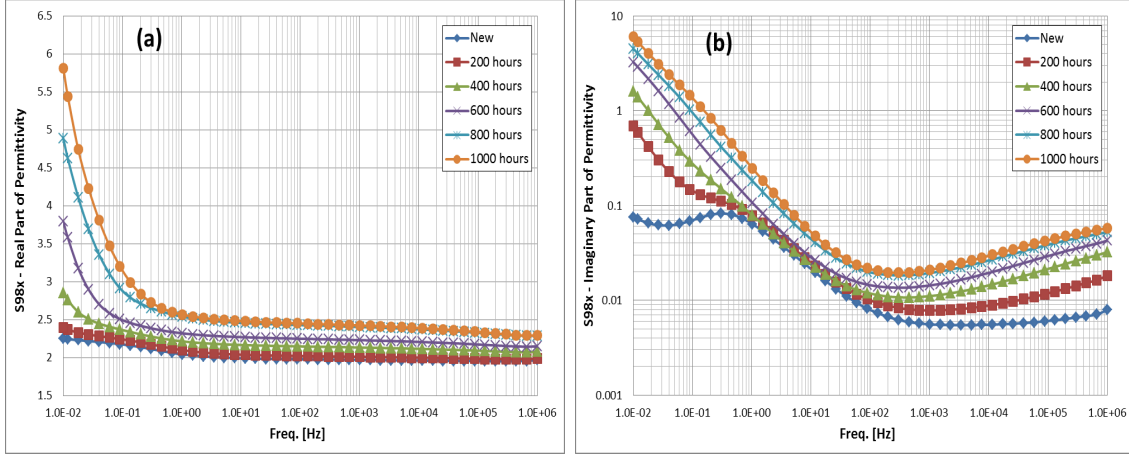 (a)
S98x - Real Part of Permittivity
6.5
6
5.5
5
4.5
4
3.5
3
2.5
2
1.5
1.0E-02 1.0E-01 1.0E+00 1.0E+01 1.0E+02 1.0E+03 1.0E+04 1.0E+05 1.0E+06
Freq. [Hz]
New
200 hours
400 hours
600 hours
800 hours
1000 hours
(b)
S98x - Imaginary Part of Permittivity
10
1
0.1
0.01
0.001
1.0E-02 1.0E-01 1.0E+00 1.0E+01 1.0E+02 1.0E+03 1.0E+04 1.0E+05 1.0E+06
Freq. [Hz]
New
200 hours
400 hours
600 hours
800 hours
1000 hours